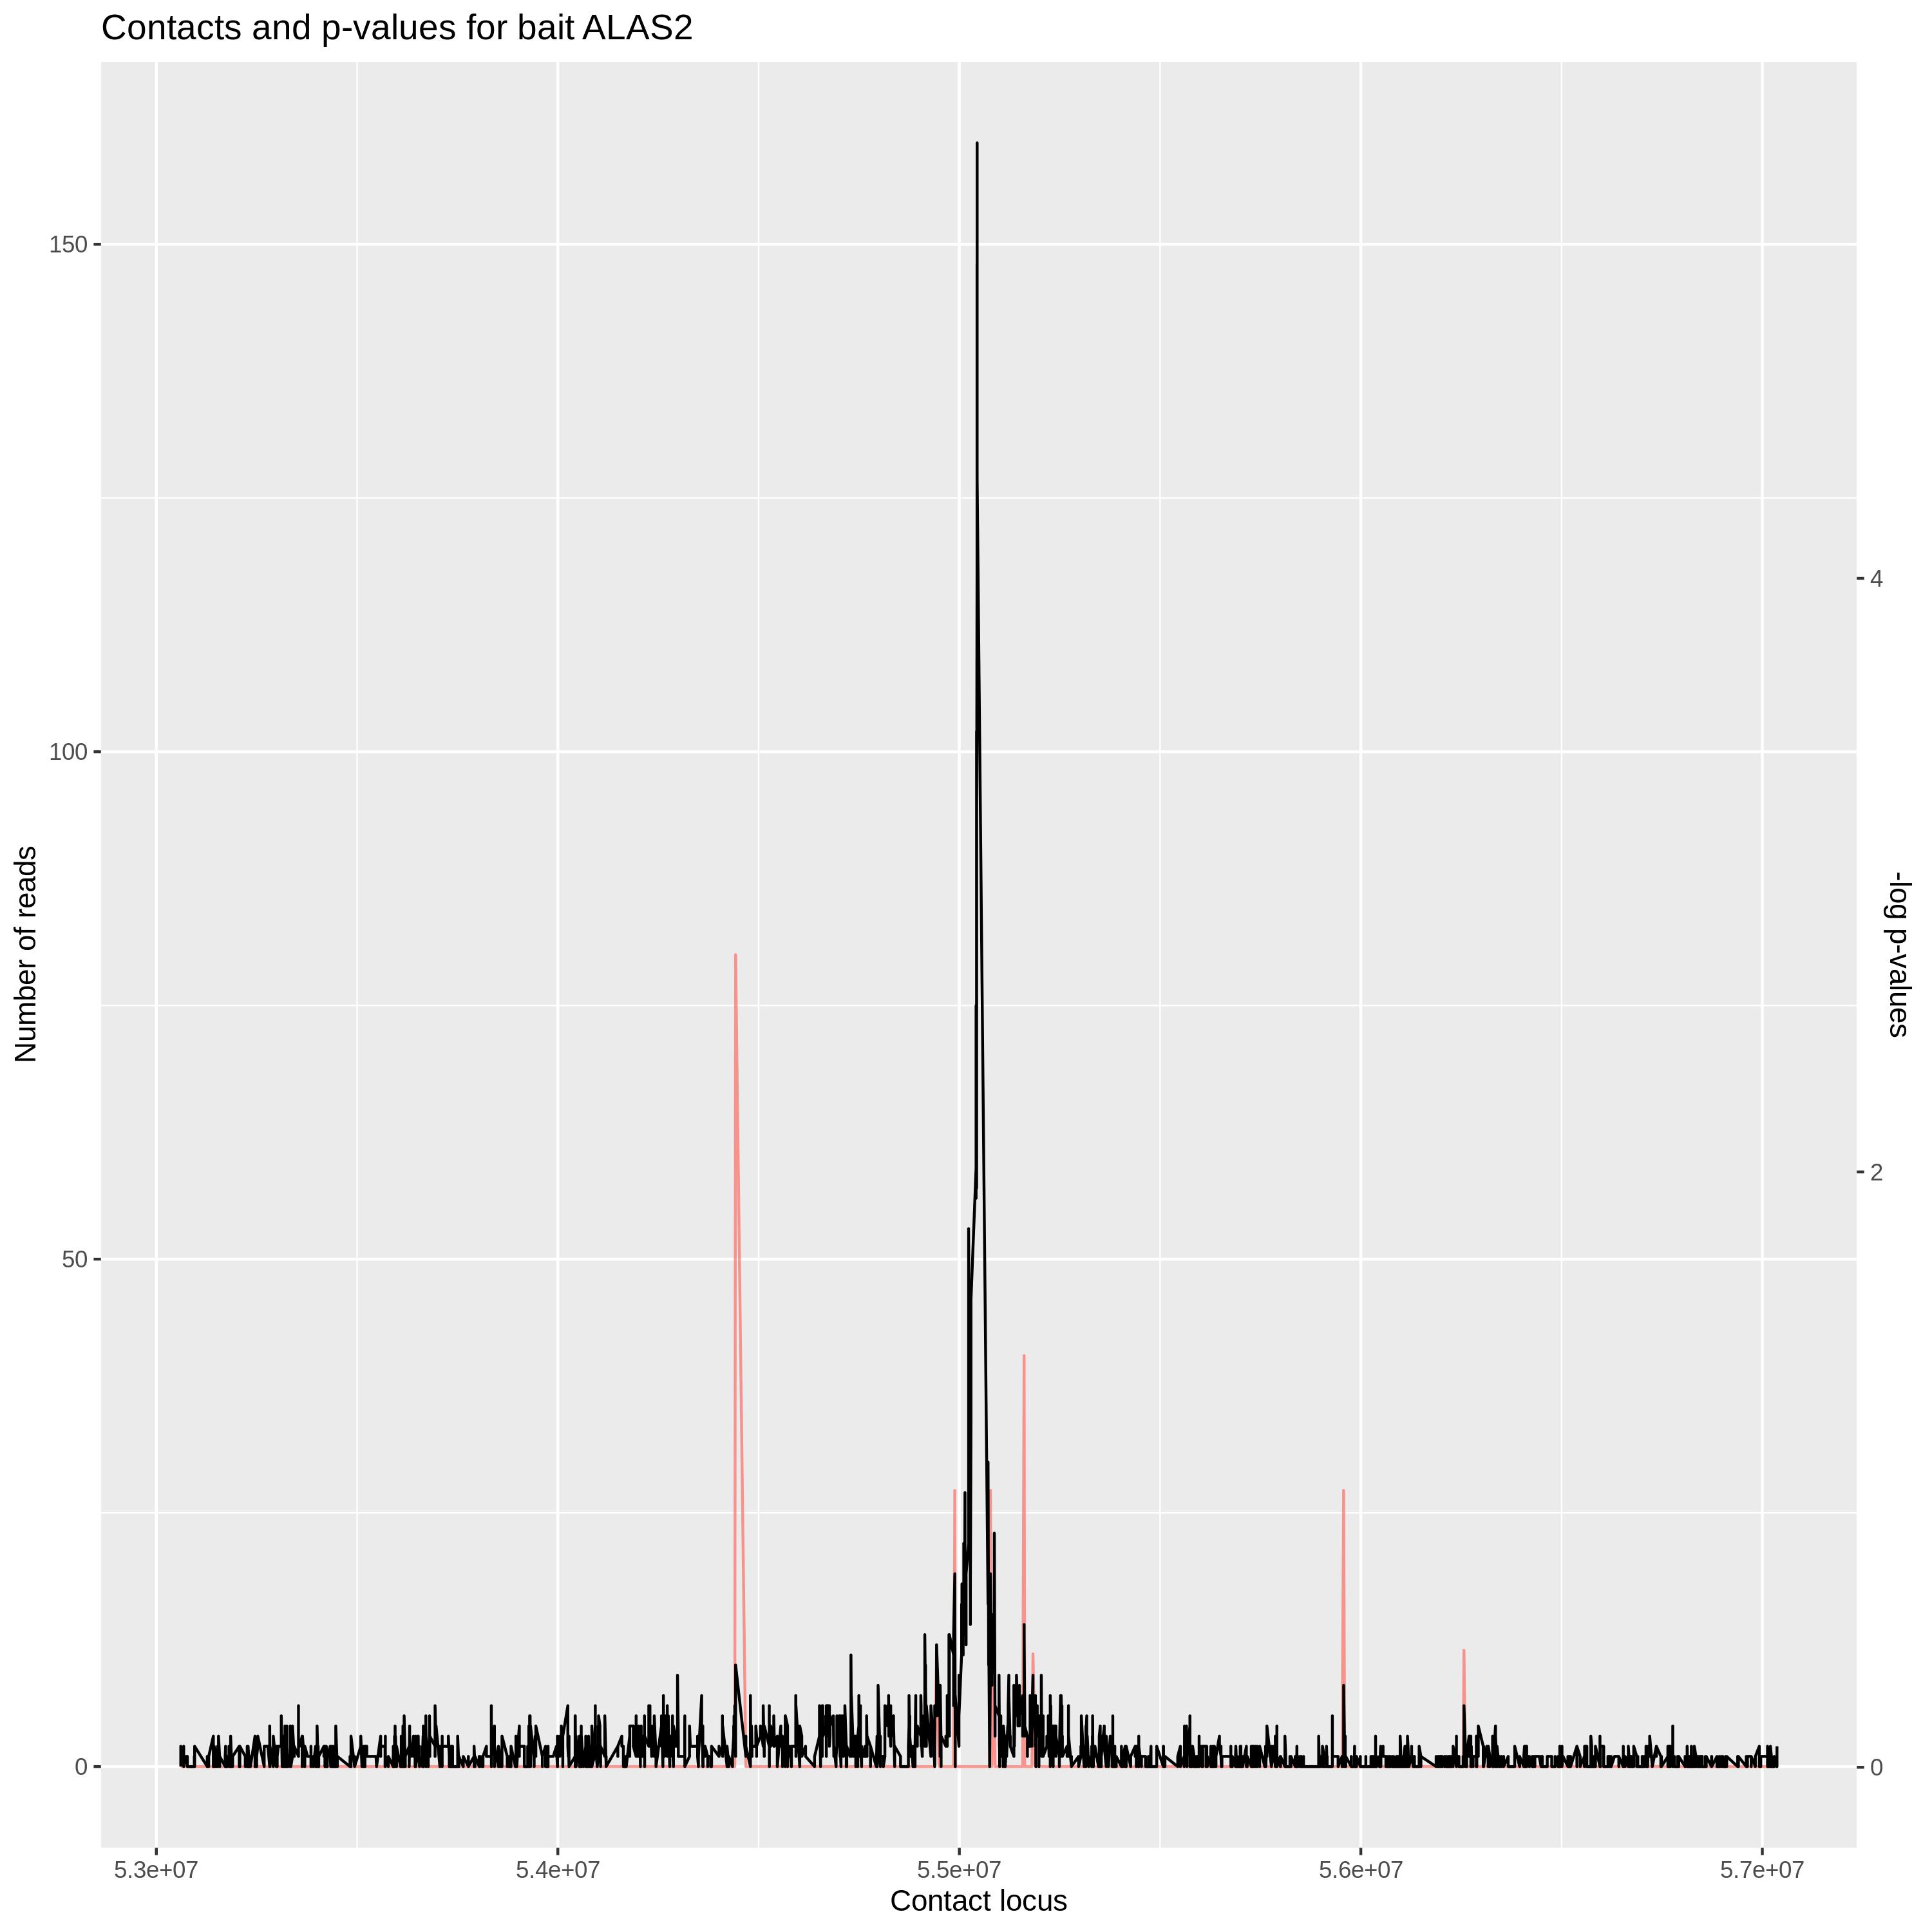 Contacts and p-values for bait ALAS2
150
100
50
0
Number of reads
4
2
0
-log p-values
5.3e+07
5.4e+07
5.5e+07
5.6e+07
5.7e+07
Contact locus